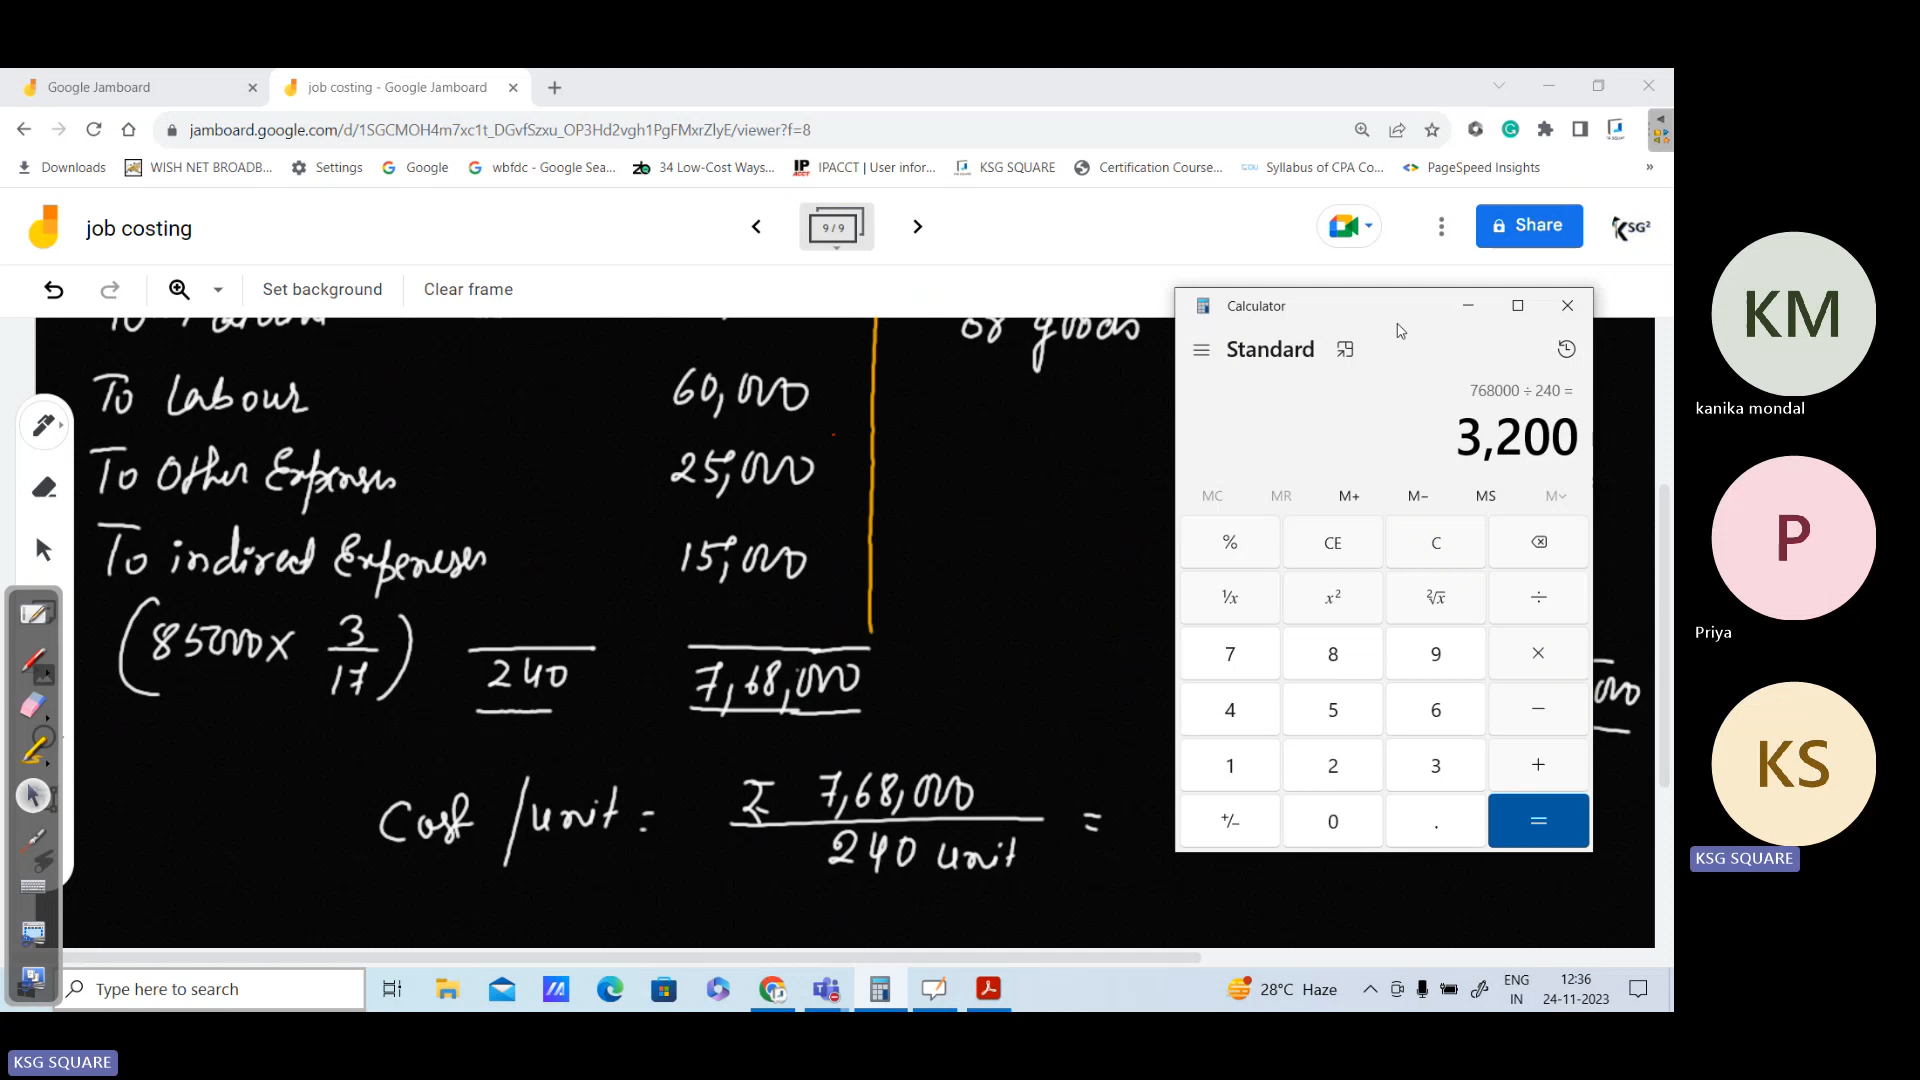 Google Jamboard
job costing - Google Jamboard
jamboard.google.com/d/1SGCMOH4m7xc1t_DGvfSzxu_OP3Hd2vgh1PgFMxrZlyE/viewer?f=8
Downloads WISH NET BROADB... Settings Google wbfdc - Google Sea... 34 Low-Cost Ways... IPACCT | User infor... KSG SQUARE Certification Course... Syllabus of CPA Co... PageSpeed Insights »
job costing
9 / 9
Share
KSG²
Set background Clear frame
of goods
To Labour 60,000
To Other Expenses 25,000
To indirect Expenses 15,000
(85000 × 3/17) 240 7,68,000
Cost /unit = ₹ 7,68,000 / 240 unit =
Calculator
Standard
768000 ÷ 240 =
3,200
MC MR M+ M− MS M˅
% CE C
¹/x x² ²√x ÷
7 8 9 ×
4 5 6 −
1 2 3 +
+/− 0 . =
KM
kanika mondal
P
Priya
KS
KSG SQUARE
Type here to search
28°C Haze
ENG
IN
12:36
24-11-2023
KSG SQUARE